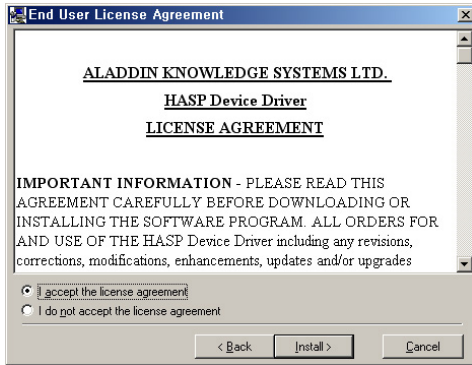 End User License Agreement
ALADDIN KNOWLEDGE SYSTEMS LTD.
HASP Device Driver
LICENSE AGREEMENT
IMPORTANT INFORMATION - PLEASE READ THIS
AGREEMENT CAREFULLY BEFORE DOWNLOADING OR
INSTALLING THE SOFTWARE PROGRAM. ALL ORDERS FOR
AND USE OF THE HASP Device Driver including any revisions,
corrections, modifications, enhancements, updates and/or upgrades
I accept the license agreement
I do not accept the license agreement
< Back Install > Cancel